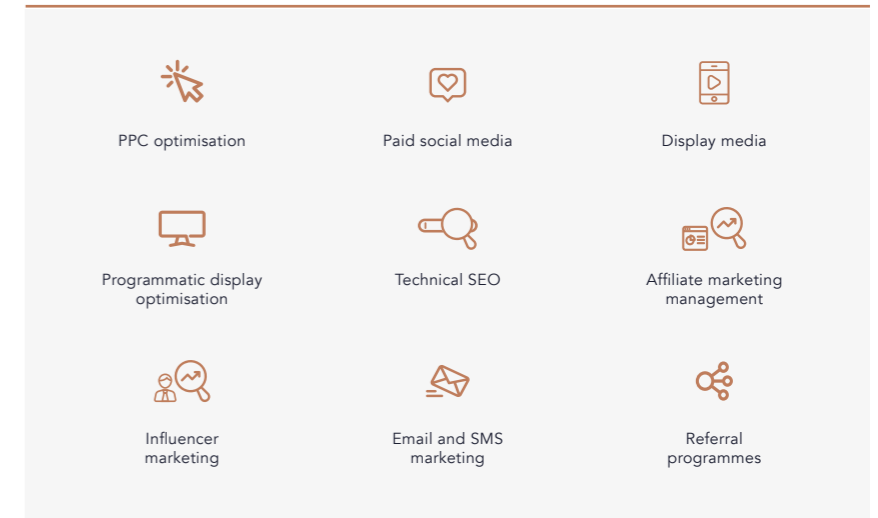 PPC optimisation
Paid social media
Display media
Programmatic display
optimisation
Technical SEO
Affiliate marketing
management
Influencer
marketing
Email and SMS
marketing
Referral
programmes